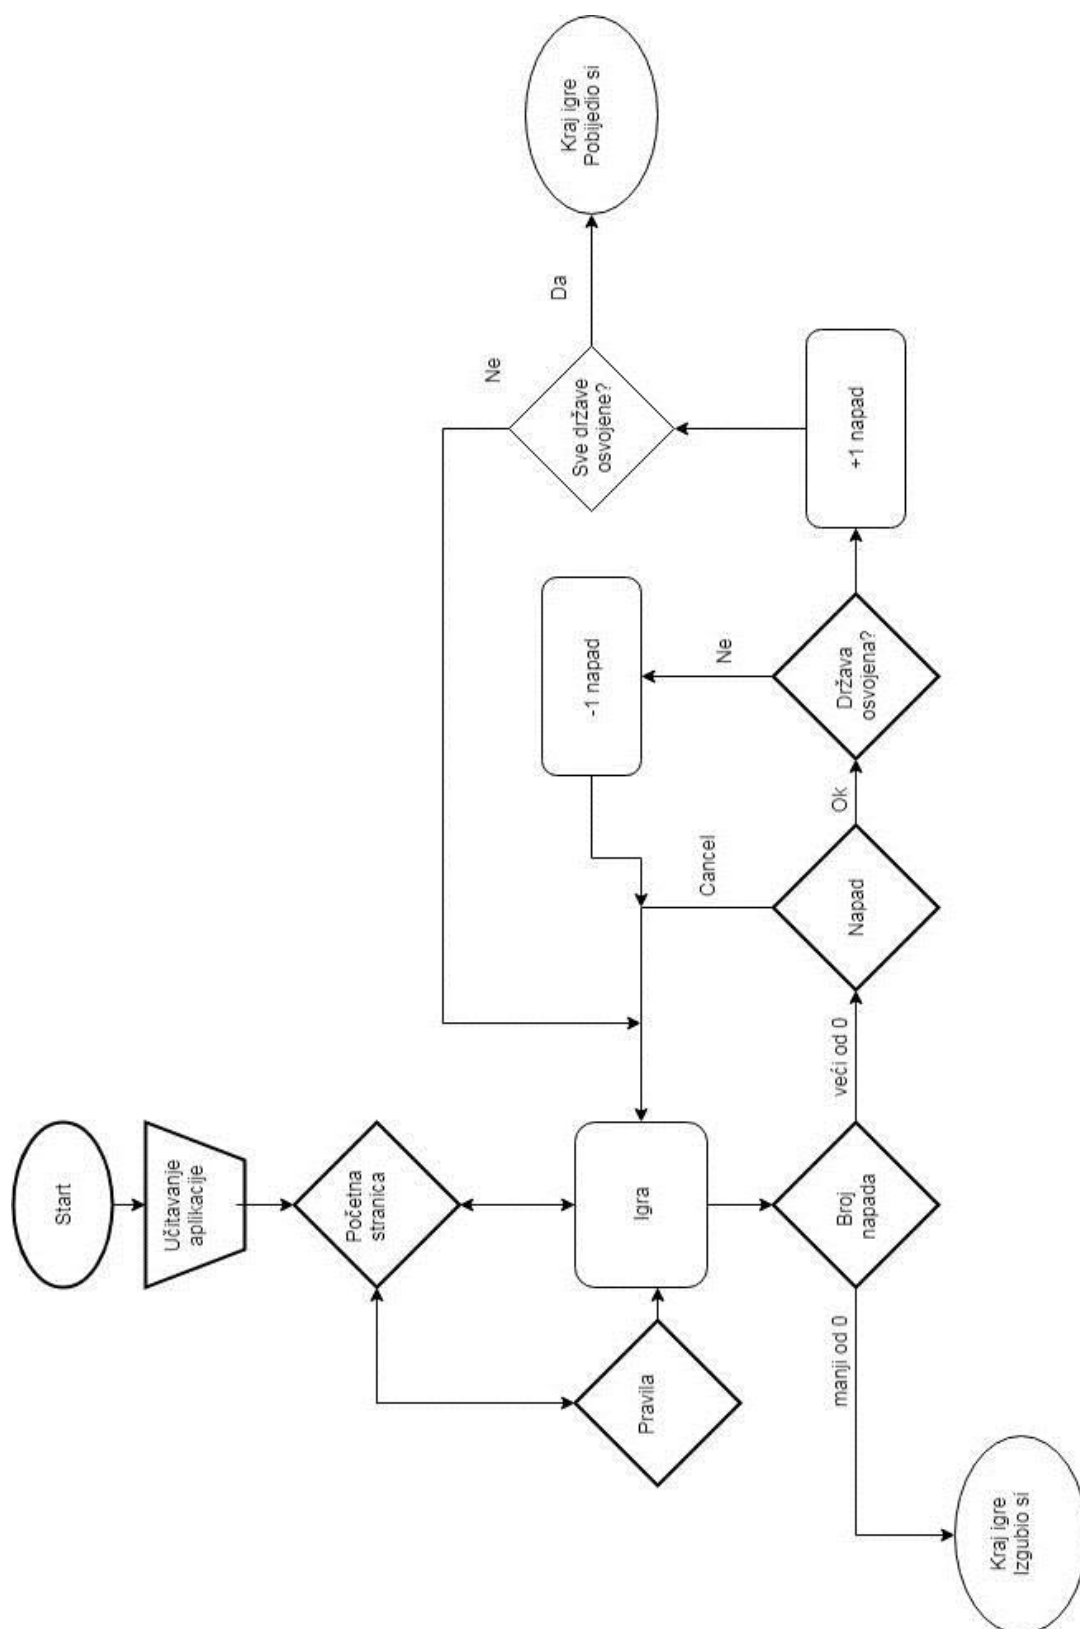 Start
Učitavanje
aplikacije
Početna
stranica
Pravila
Igra
Broj
napada
manji od 0
Kraj igre
Izgubio si
veći od 0
Napad
Cancel
Ok
Država
osvojena?
Ne
-1 napad
+1 napad
Sve države
osvojene?
Ne
Da
Kraj igre
Pobijedio si